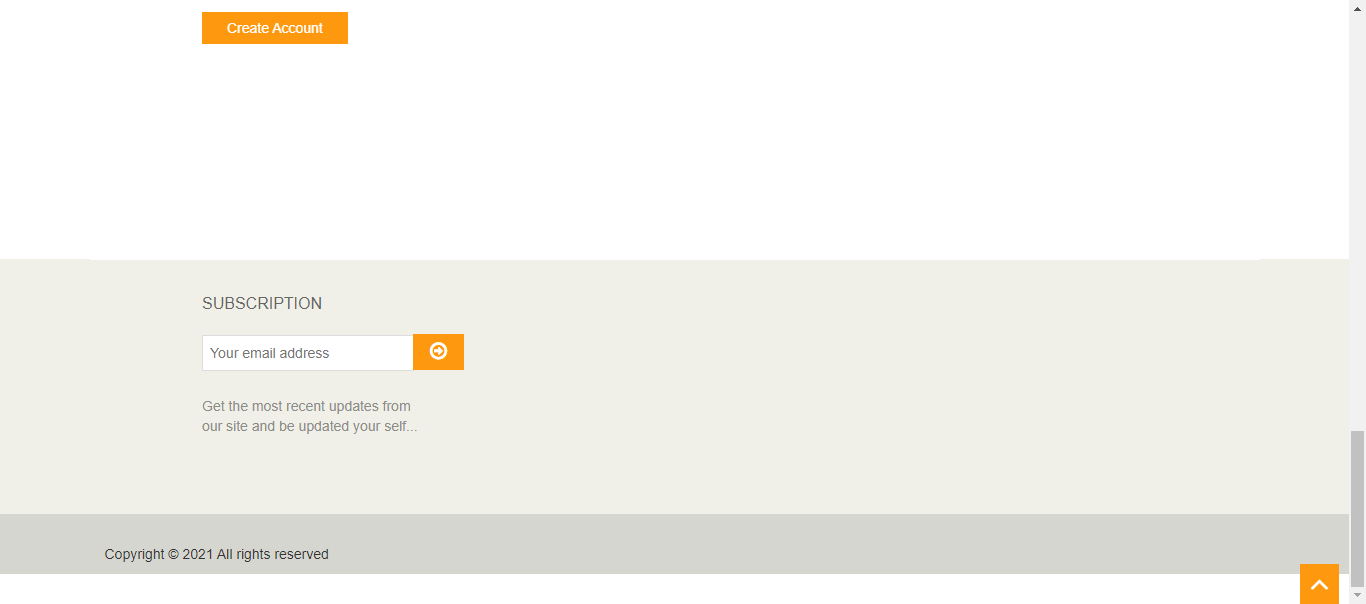 Create Account
SUBSCRIPTION
Your email address
Get the most recent updates from
our site and be updated your self...
Copyright © 2021 All rights reserved